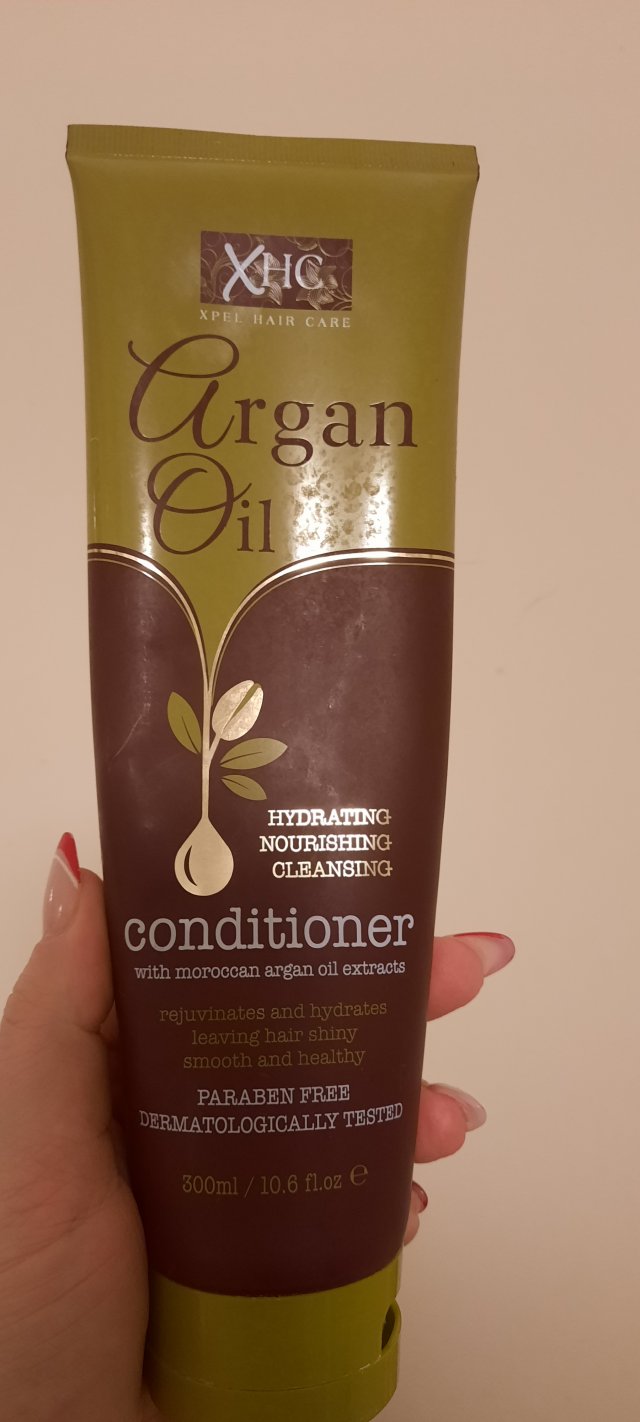 XHC
XPEL HAIR CARE
Argan
Oil
HYDRATING
NOURISHING
CLEANSING
conditioner
with moroccan argan oil extracts
rejuvinates and hydrates
leaving hair shiny
smooth and healthy
PARABEN FREE
DERMATOLOGICALLY TESTED
300ml / 10.6 fl.oz ℮